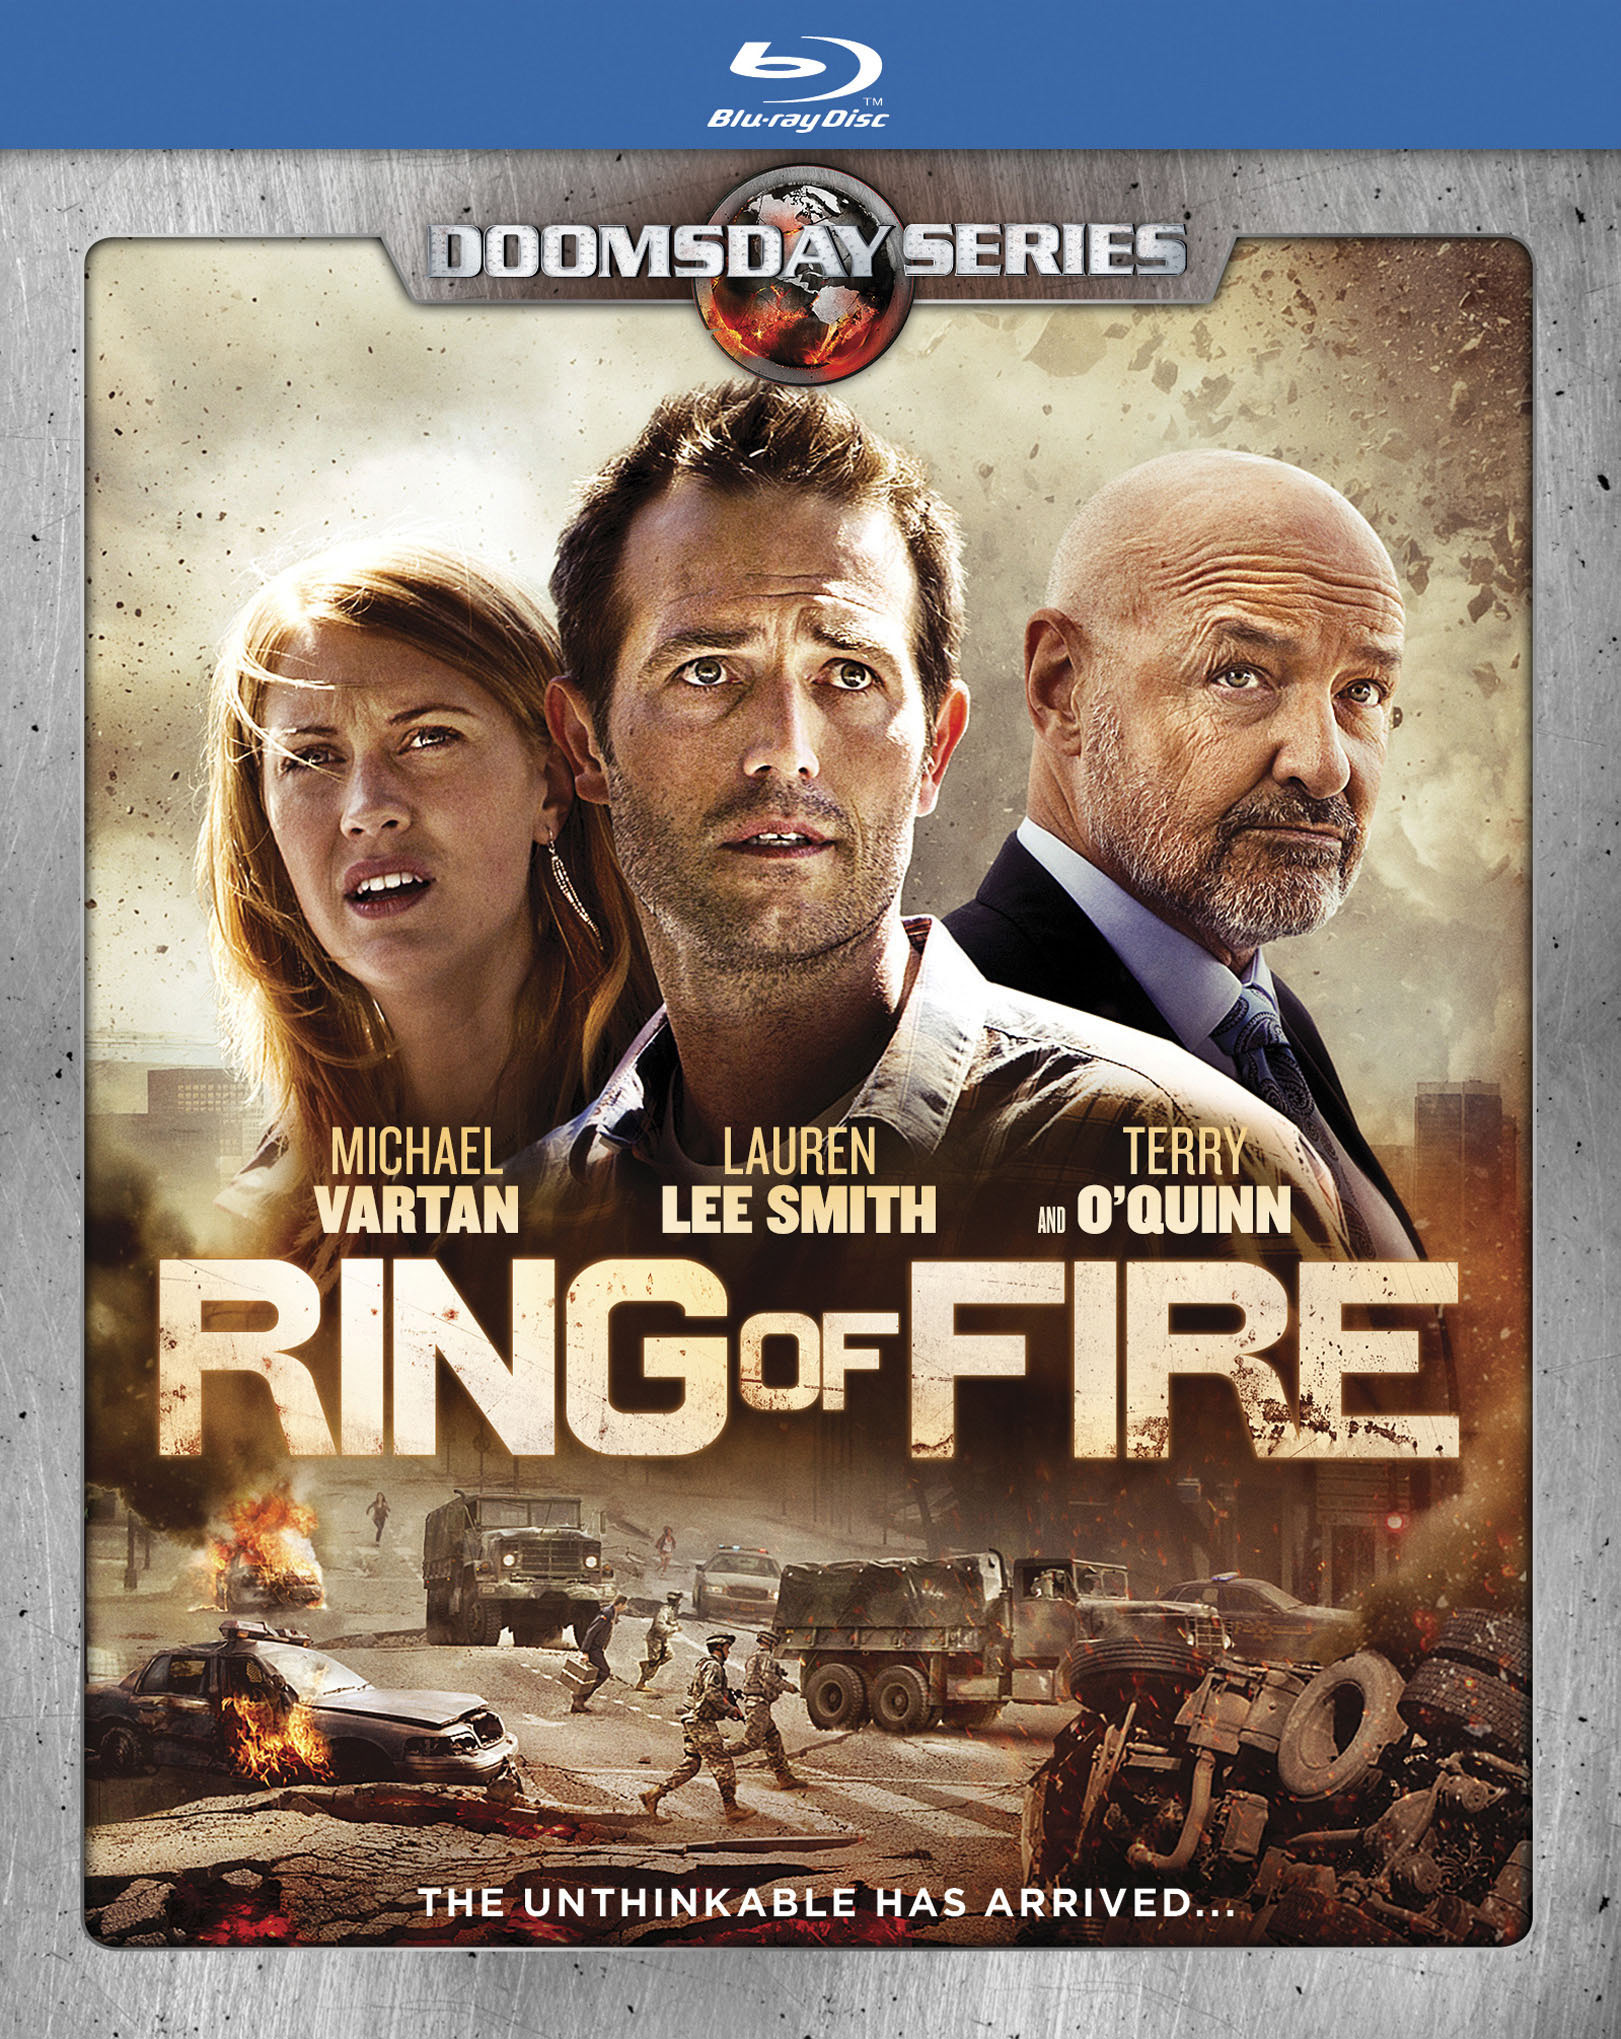 Blu-ray Disc™
DOOMSDAY SERIES
MICHAEL VARTAN
LAUREN LEE SMITH
AND TERRY O'QUINN
RING OF FIRE
THE UNTHINKABLE HAS ARRIVED...